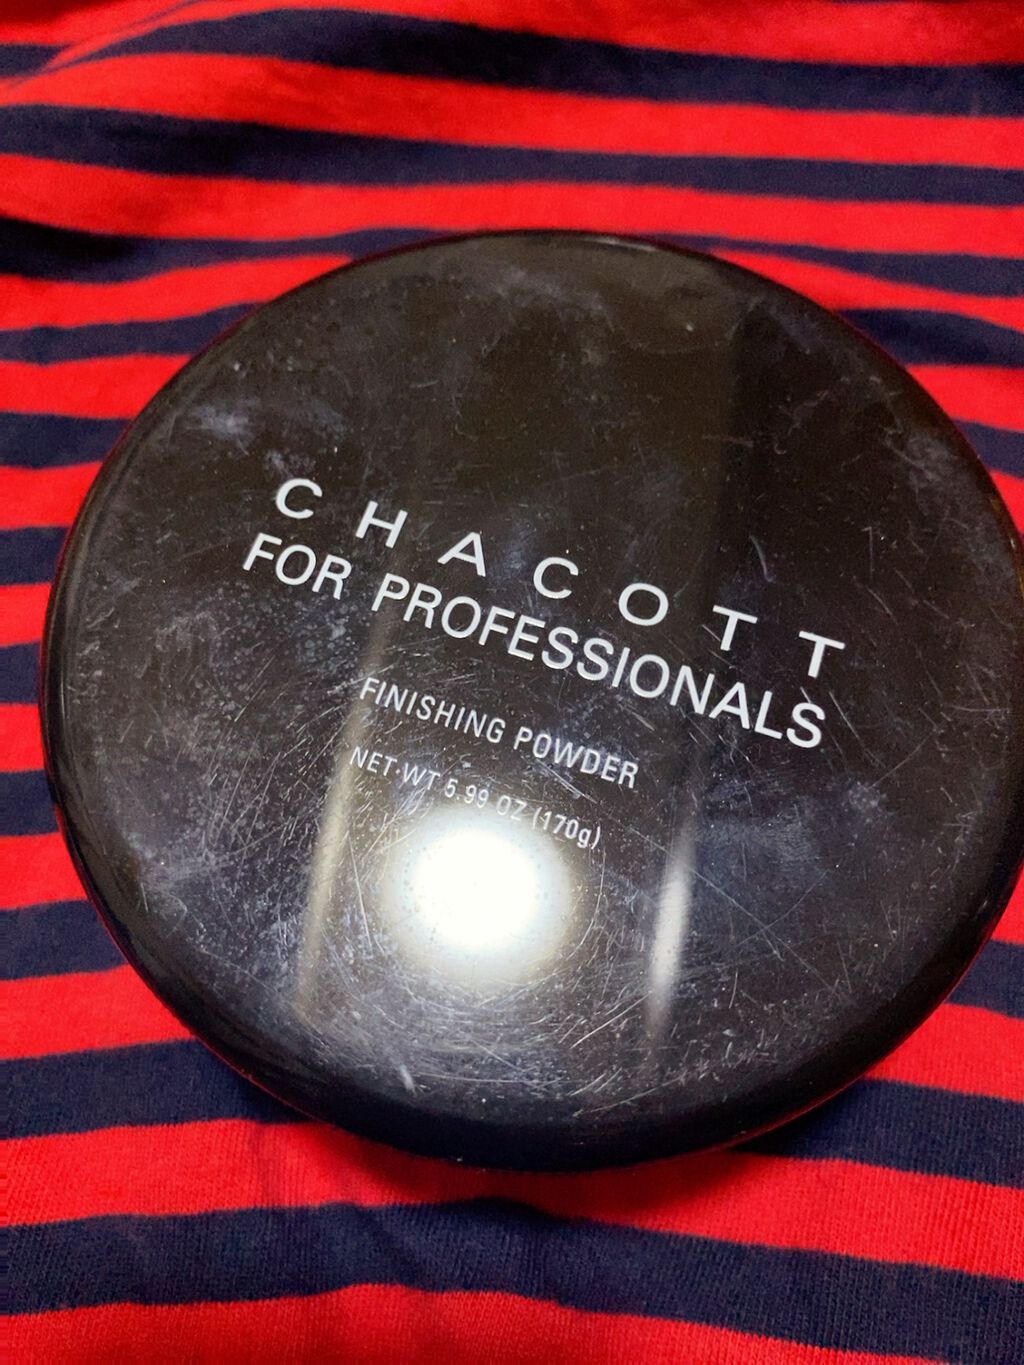 CHACOTT
FOR PROFESSIONALS
FINISHING POWDER
NET WT 5.99 OZ (170g)